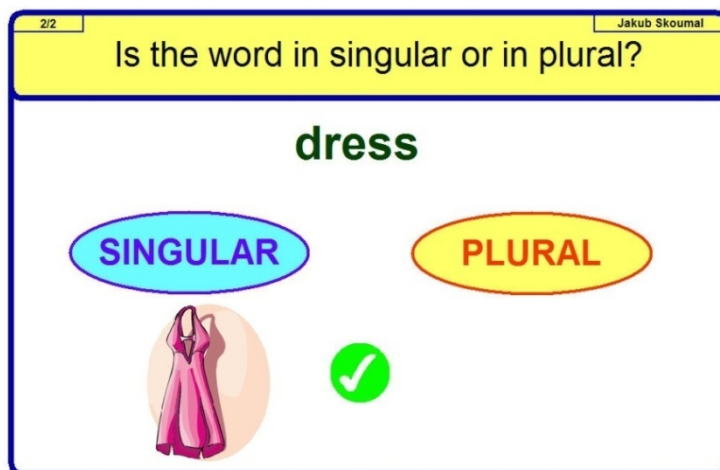 2/2
Jakub Skoumal
Is the word in singular or in plural?
dress
SINGULAR
PLURAL